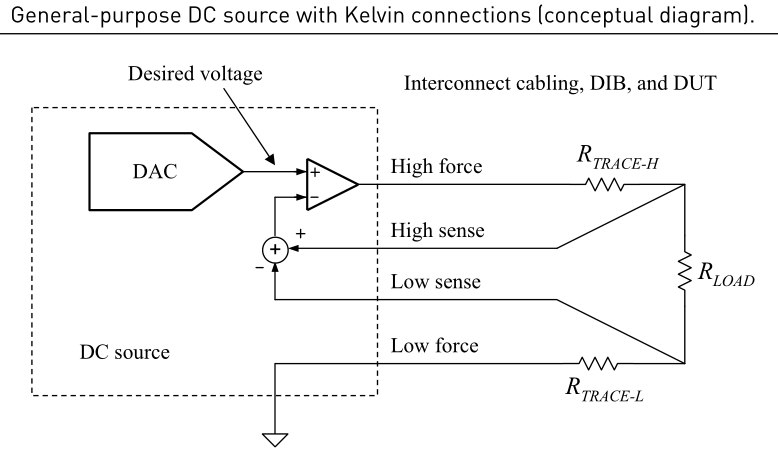 General-purpose DC source with Kelvin connections (conceptual diagram).
Desired voltage
Interconnect cabling, DIB, and DUT
DAC
+
−
High force
R_TRACE-H
+
High sense
+
−
Low sense
R_LOAD
DC source
Low force
R_TRACE-L